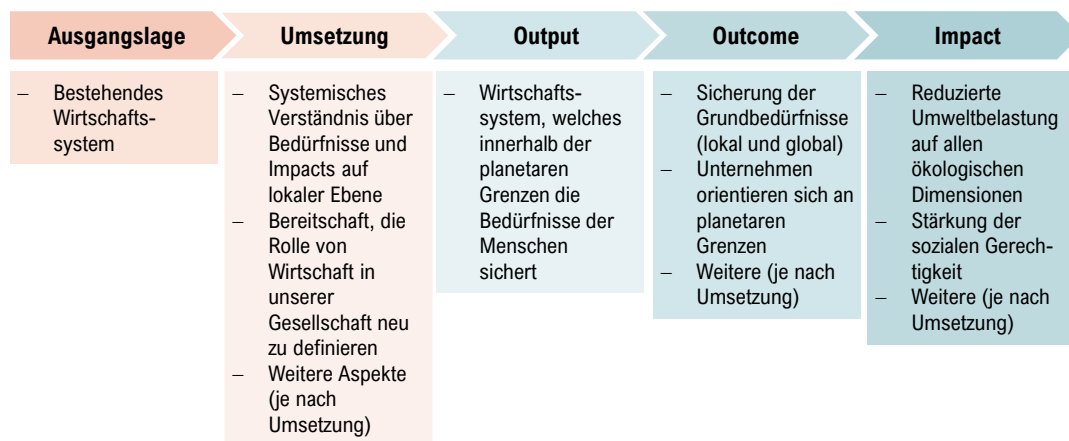 Ausgangslage
Umsetzung
Output
Outcome
Impact
– Bestehendes
Wirtschafts-
system
– Systemisches
Verständnis über
Bedürfnisse und
Impacts auf
lokaler Ebene
– Bereitschaft, die
Rolle von
Wirtschaft in
unserer
Gesellschaft neu
zu definieren
– Weitere Aspekte
(je nach
Umsetzung)
– Wirtschafts-
system, welches
innerhalb der
planetaren
Grenzen die
Bedürfnisse der
Menschen
sichert
– Sicherung der
Grundbedürfnisse
(lokal und global)
– Unternehmen
orientieren sich an
planetaren
Grenzen
– Weitere (je nach
Umsetzung)
– Reduzierte
Umweltbelastung
auf allen
ökologischen
Dimensionen
– Stärkung der
sozialen Gerech-
tigkeit
– Weitere (je nach
Umsetzung)